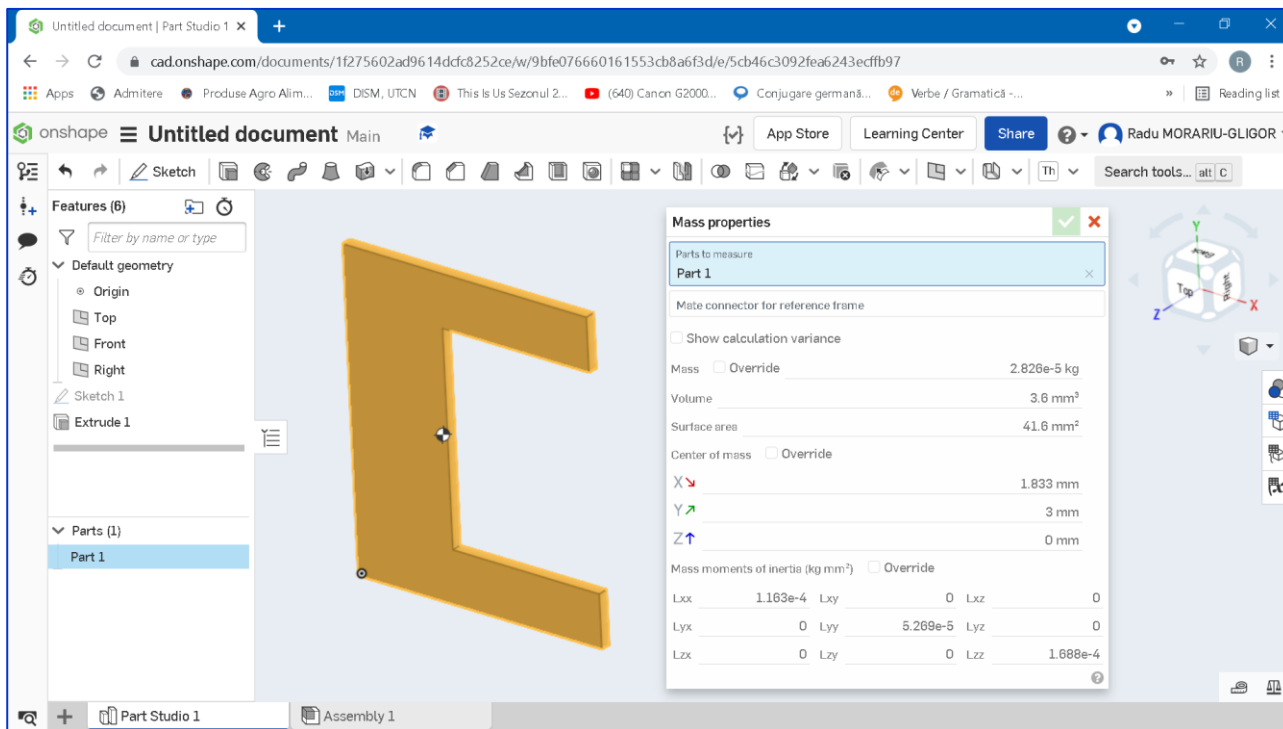 Untitled document | Part Studio 1
cad.onshape.com/documents/1f275602ad9614dcfc8252ce/w/9bfe076660161553cb8a6f3d/e/5cb46c3092fea6243ecffb97
R
Apps Admitere Produse Agro Alim... DSM DISM, UTCN This Is Us Sezonul 2... (640) Canon G2000... Conjugare germană... de Verbe / Gramatică -... » Reading list
onshape Untitled document Main App Store Learning Center Share Radu MORARIU-GLIGOR
Sketch Th Search tools... alt C
Features (6)
Filter by name or type
Default geometry
Origin
Top
Front
Right
Sketch 1
Extrude 1
Parts (1)
Part 1
Mass properties
Parts to measure
Part 1
Mate connector for reference frame
Show calculation variance
Mass Override 2.826e-5 kg
Volume 3.6 mm³
Surface area 41.6 mm²
Center of mass Override
X 1.833 mm
Y 3 mm
Z 0 mm
Mass moments of inertia (kg mm²) Override
Lxx 1.163e-4 Lxy 0 Lxz 0
Lyx 0 Lyy 5.269e-5 Lyz 0
Lzx 0 Lzy 0 Lzz 1.688e-4
Y
Top Right
Z X
Part Studio 1 Assembly 1